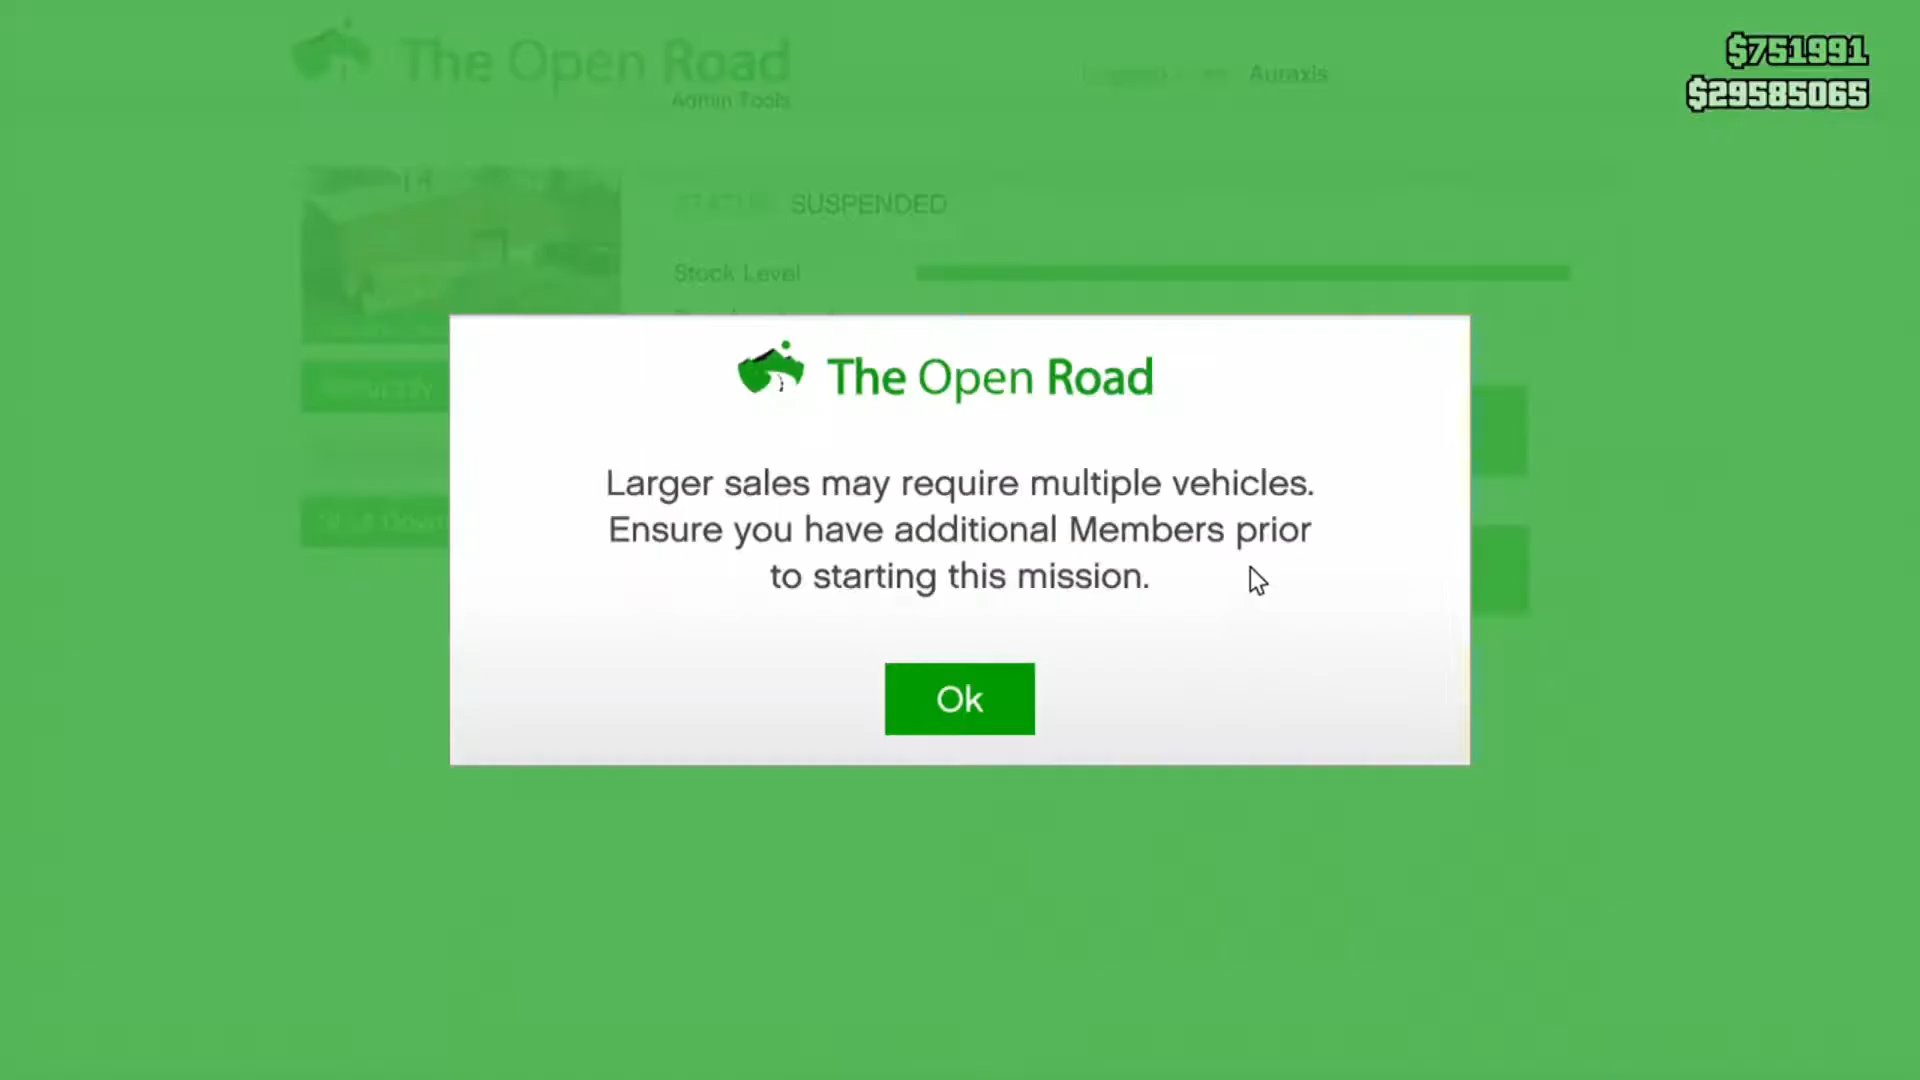 The Open Road
Admin Tools
Auraxis
$751991
$29585065
STATUS: SUSPENDED
Stock Level
The Open Road
Larger sales may require multiple vehicles.
Ensure you have additional Members prior
to starting this mission.
Ok